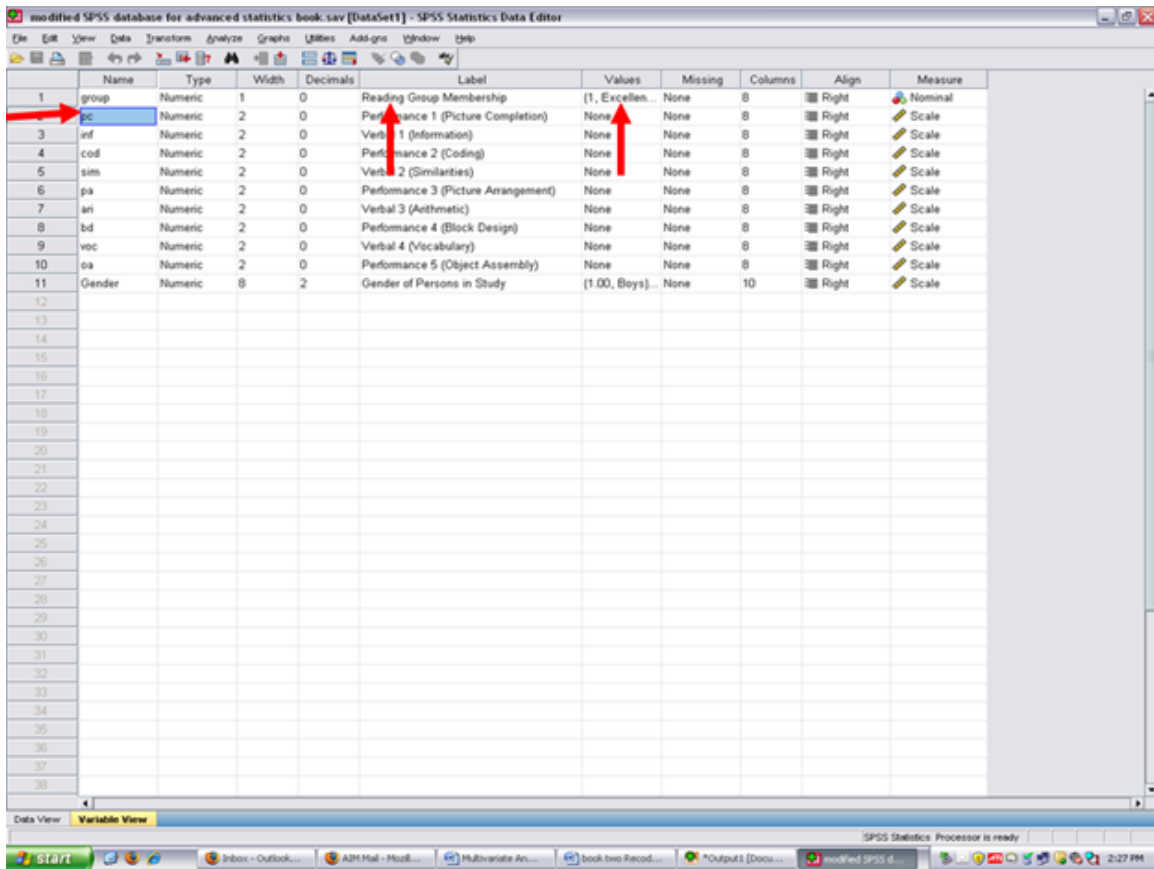 modified SPSS database for advanced statistics book.sav [DataSet1] - SPSS Statistics Data Editor
File Edit View Data Transform Analyze Graphs Utilities Add-ons Window Help
Name Type Width Decimals Label Values Missing Columns Align Measure
1 group Numeric 1 0 Reading Group Membership {1, Excellen... None 8 Right Nominal
pc Numeric 2 0 Performance 1 (Picture Completion) None None 8 Right Scale
3 inf Numeric 2 0 Verbal 1 (Information) None None 8 Right Scale
4 cod Numeric 2 0 Performance 2 (Coding) None None 8 Right Scale
5 sim Numeric 2 0 Verbal 2 (Similarities) None None 8 Right Scale
6 pa Numeric 2 0 Performance 3 (Picture Arrangement) None None 8 Right Scale
7 ari Numeric 2 0 Verbal 3 (Arithmetic) None None 8 Right Scale
8 bd Numeric 2 0 Performance 4 (Block Design) None None 8 Right Scale
9 voc Numeric 2 0 Verbal 4 (Vocabulary) None None 8 Right Scale
10 oa Numeric 2 0 Performance 5 (Object Assembly) None None 8 Right Scale
11 Gender Numeric 8 2 Gender of Persons in Study {1.00, Boys}... None 10 Right Scale
12
13
14
15
16
17
18
19
20
21
22
23
24
25
26
27
28
29
30
31
32
33
34
35
36
37
38
Data View Variable View
SPSS Statistics Processor is ready
start Inbox - Outlook... AIM Mail - Mozill... Multivariate An... book two Recod... *Output1 [Docu... modified SPSS d... 2:27 PM